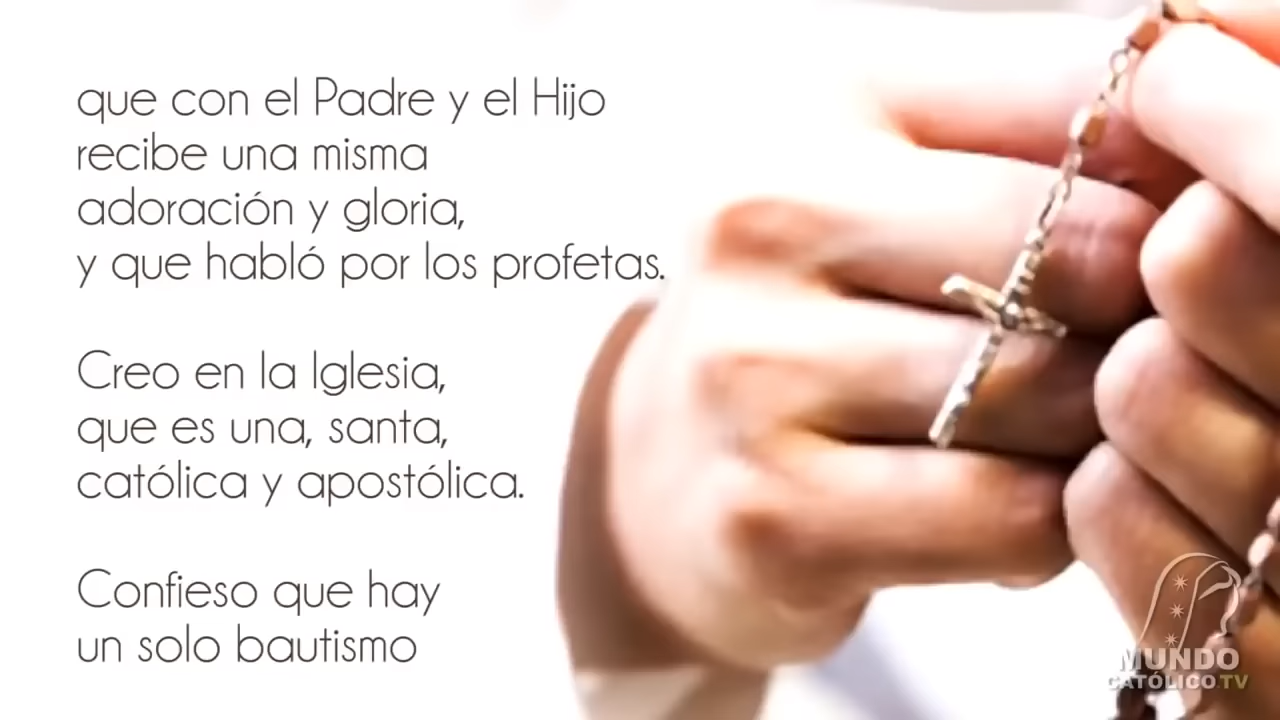 que con el Padre y el Hijo
recibe una misma
adoración y gloria,
y que habló por los profetas.
Creo en la Iglesia,
que es una, santa,
católica y apostólica.
Confieso que hay
un solo bautismo
MUNDO
CATÓLICO.TV